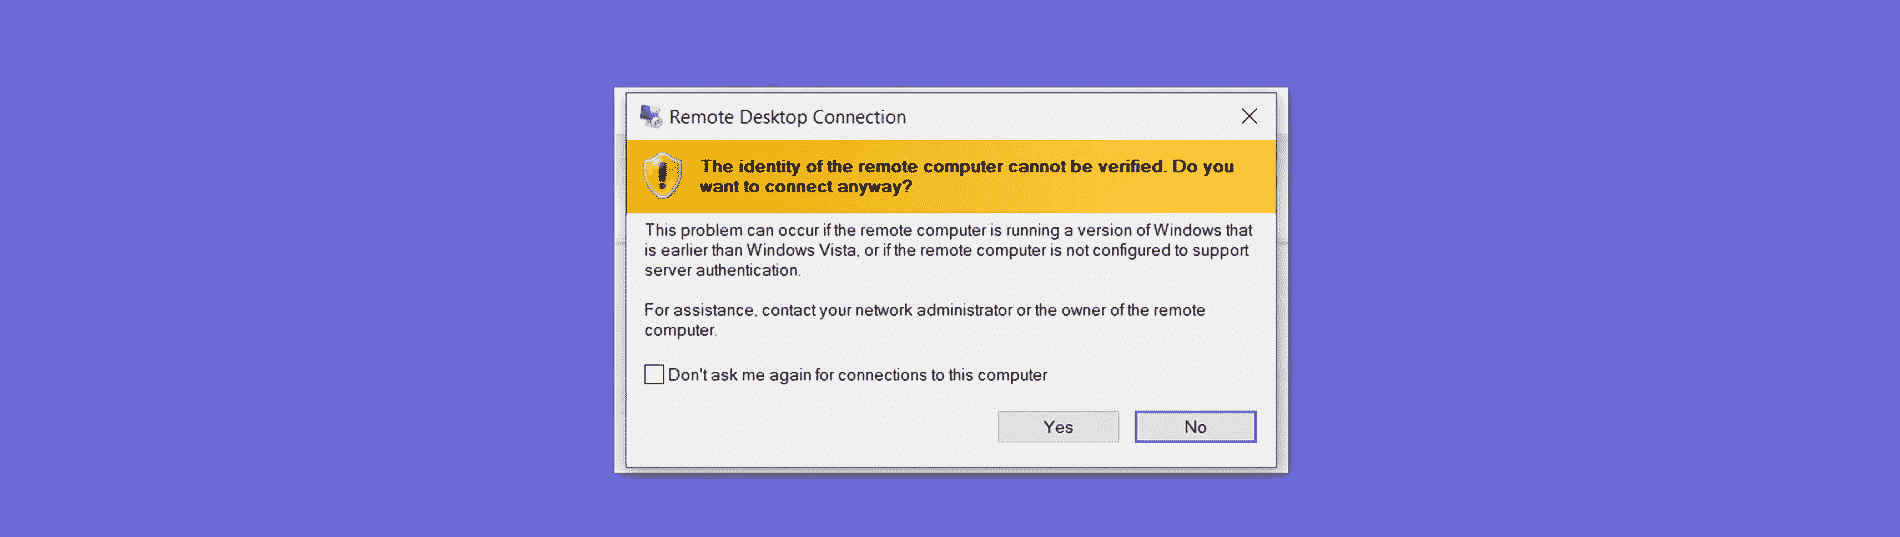 Remote Desktop Connection
The identity of the remote computer cannot be verified. Do you
want to connect anyway?
This problem can occur if the remote computer is running a version of Windows that
is earlier than Windows Vista, or if the remote computer is not configured to support
server authentication.
For assistance, contact your network administrator or the owner of the remote
computer.
Don't ask me again for connections to this computer
Yes No